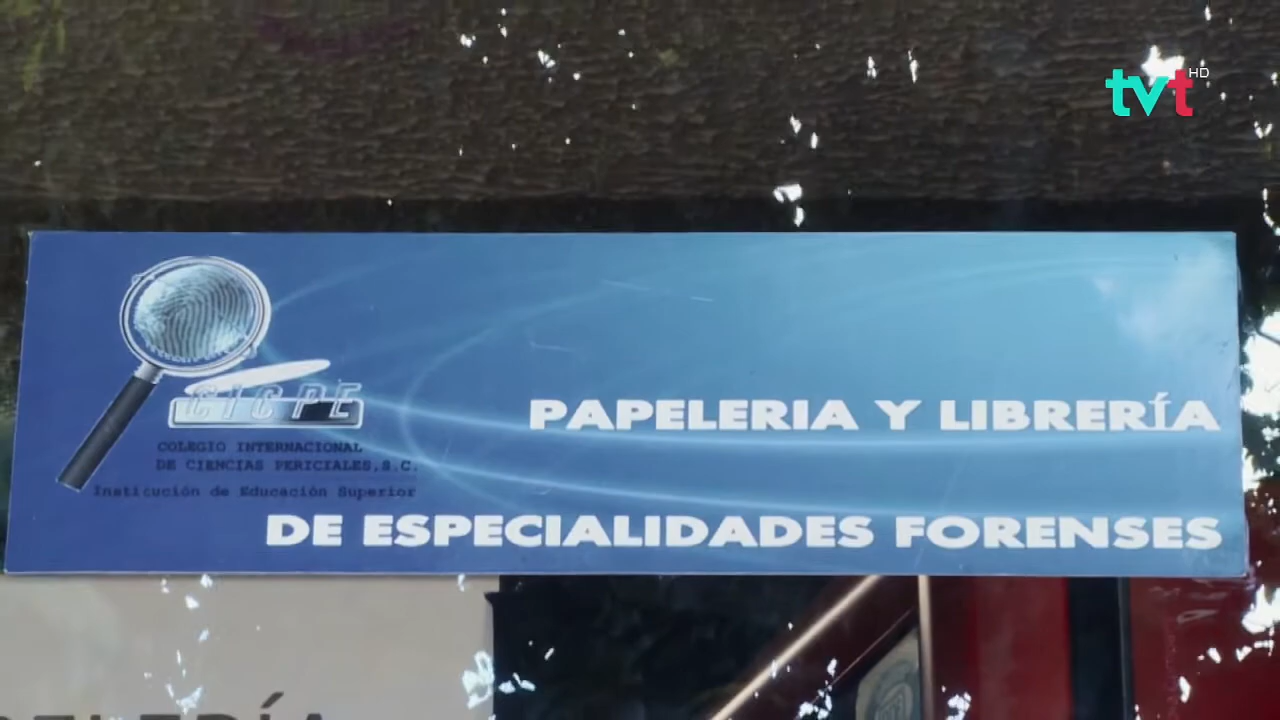 tvt HD
CICPE
PAPELERIA Y LIBRERÍA
COLEGIO INTERNACIONAL
DE CIENCIAS PERICIALES,S.C.
Institución de Educación Superior
DE ESPECIALIDADES FORENSES